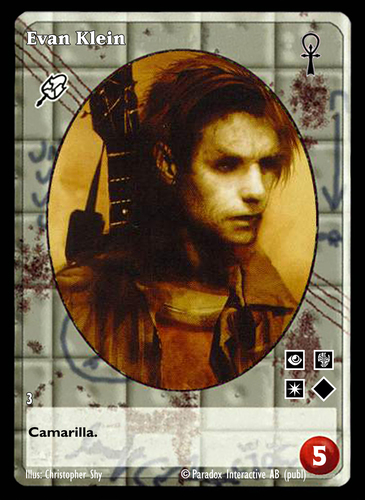 Evan Klein
3
Camarilla.
5
Illus: Christopher Shy
© Paradox Interactive AB (publ)